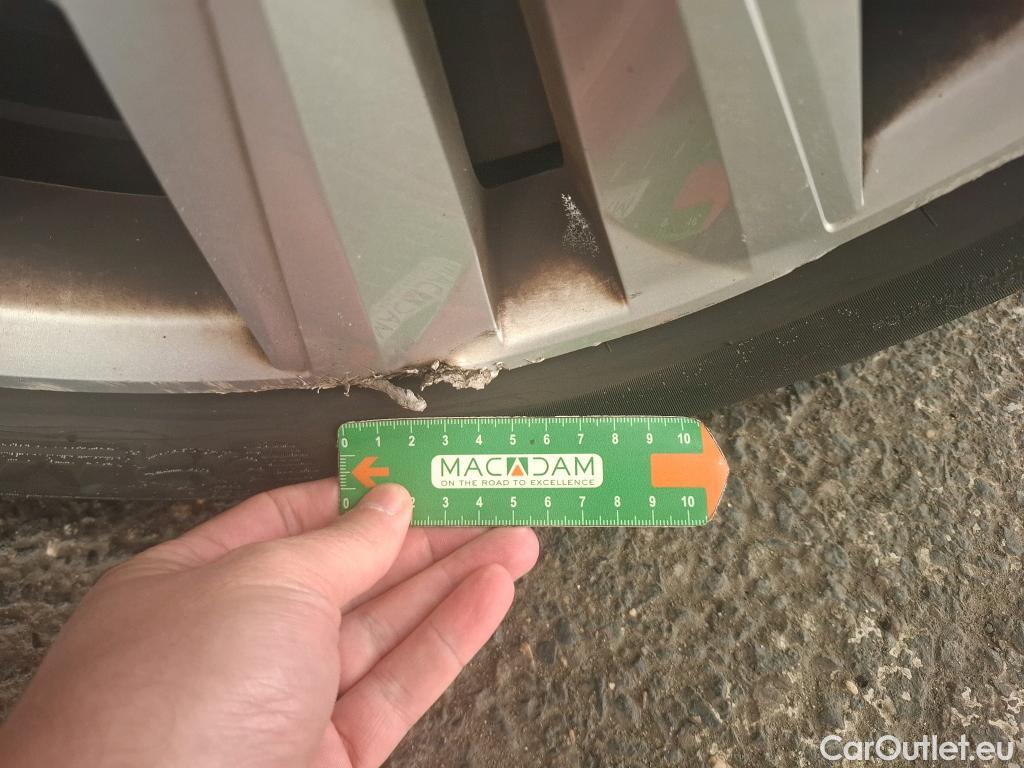 0 1 2 3 4 5 6 7 8 9 10
MACADAM
ON THE ROAD TO EXCELLENCE
0 2 3 4 5 6 7 8 9 10
CarOutlet.eu